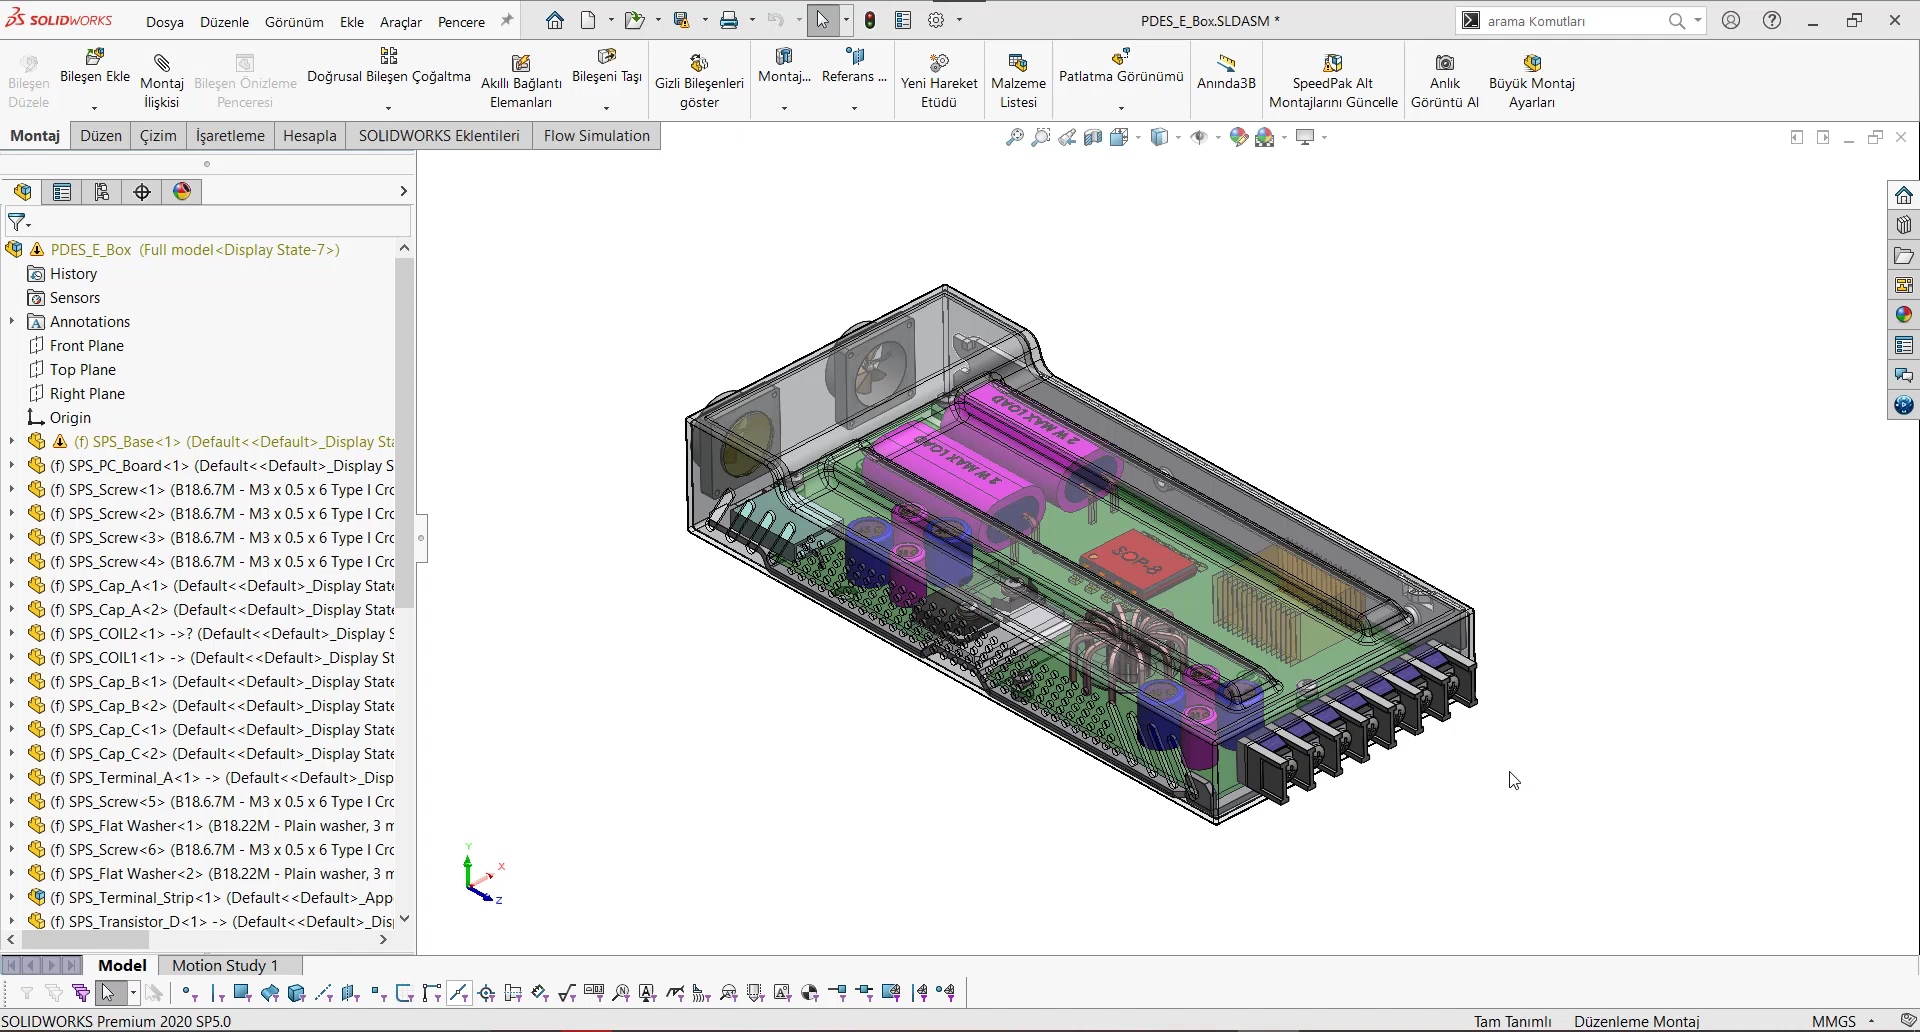 SOLIDWORKS
Dosya Düzenle Görünüm Ekle Araçlar Pencere
PDES_E_Box.SLDASM *
arama Komutları
Bileşen Düzele
Bileşen Ekle
Montaj İlişkisi
Bileşen Önizleme Penceresi
Doğrusal Bileşen Çoğaltma
Akıllı Bağlantı Elemanları
Bileşeni Taşı
Gizli Bileşenleri göster
Montaj...
Referans ...
Yeni Hareket Etüdü
Malzeme Listesi
Patlatma Görünümü
Anında3B
SpeedPak Alt Montajlarını Güncelle
Anlık Görüntü Al
Büyük Montaj Ayarları
Montaj Düzen Çizim İşaretleme Hesapla SOLIDWORKS Eklentileri Flow Simulation
PDES_E_Box (Full model<Display State-7>)
History
Sensors
Annotations
Front Plane
Top Plane
Right Plane
Origin
(f) SPS_Base<1> (Default<<Default>_Display Sta
(f) SPS_PC_Board<1> (Default<<Default>_Display S
(f) SPS_Screw<1> (B18.6.7M - M3 x 0.5 x 6 Type I Cro
(f) SPS_Screw<2> (B18.6.7M - M3 x 0.5 x 6 Type I Cro
(f) SPS_Screw<3> (B18.6.7M - M3 x 0.5 x 6 Type I Cro
(f) SPS_Screw<4> (B18.6.7M - M3 x 0.5 x 6 Type I Cro
(f) SPS_Cap_A<1> (Default<<Default>_Display State
(f) SPS_Cap_A<2> (Default<<Default>_Display State
(f) SPS_COIL2<1> ->? (Default<<Default>_Display S
(f) SPS_COIL1<1> -> (Default<<Default>_Display St
(f) SPS_Cap_B<1> (Default<<Default>_Display State
(f) SPS_Cap_B<2> (Default<<Default>_Display State
(f) SPS_Cap_C<1> (Default<<Default>_Display State
(f) SPS_Cap_C<2> (Default<<Default>_Display State
(f) SPS_Terminal_A<1> -> (Default<<Default>_Disp
(f) SPS_Screw<5> (B18.6.7M - M3 x 0.5 x 6 Type I Cro
(f) SPS_Flat Washer<1> (B18.22M - Plain washer, 3 m
(f) SPS_Screw<6> (B18.6.7M - M3 x 0.5 x 6 Type I Cro
(f) SPS_Flat Washer<2> (B18.22M - Plain washer, 3 m
(f) SPS_Terminal_Strip<1> (Default<<Default>_App
(f) SPS_Transistor_D<1> -> (Default<<Default>_Dis
2 W MAX LOAD
2 W MAX LOAD
SOP-8
Y
X
Z
Model Motion Study 1
SOLIDWORKS Premium 2020 SP5.0
Tam Tanımlı Düzenleme Montaj MMGS